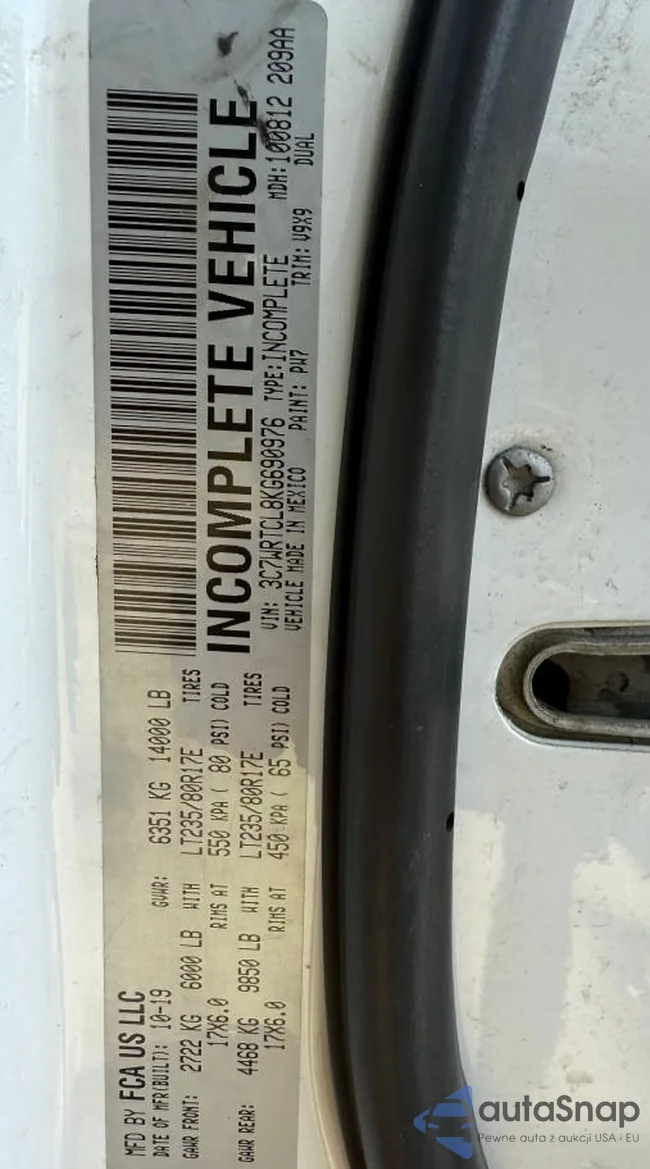 MFD BY FCA US LLC
DATE OF MFR(BUILT): 10-19 GVWR: 6351 KG 14000 LB
GAWR FRONT: 2722 KG 6000 LB WITH LT235/80R17E TIRES
17X6.0 RIMS AT 550 KPA ( 80 PSI) COLD
GAWR REAR: 4468 KG 9850 LB WITH LT235/80R17E TIRES
17X6.0 RIMS AT 450 KPA ( 65 PSI) COLD
INCOMPLETE VEHICLE
VIN: 3C7WRTCL8KG690976 TYPE:INCOMPLETE MDH:100812 209AA
VEHICLE MADE IN MEXICO PAINT: PW7 TRIM: V9X9 DUAL
autoSnap
Pewne auta z aukcji USA i EU